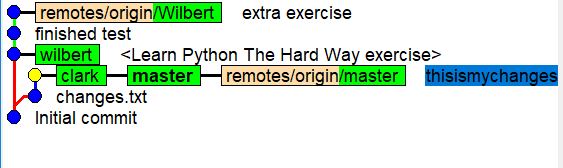 remotes/origin/Wilbert extra exercise
finished test
wilbert <Learn Python The Hard Way exercise>
clark master remotes/origin/master thisismychanges
changes.txt
Initial commit